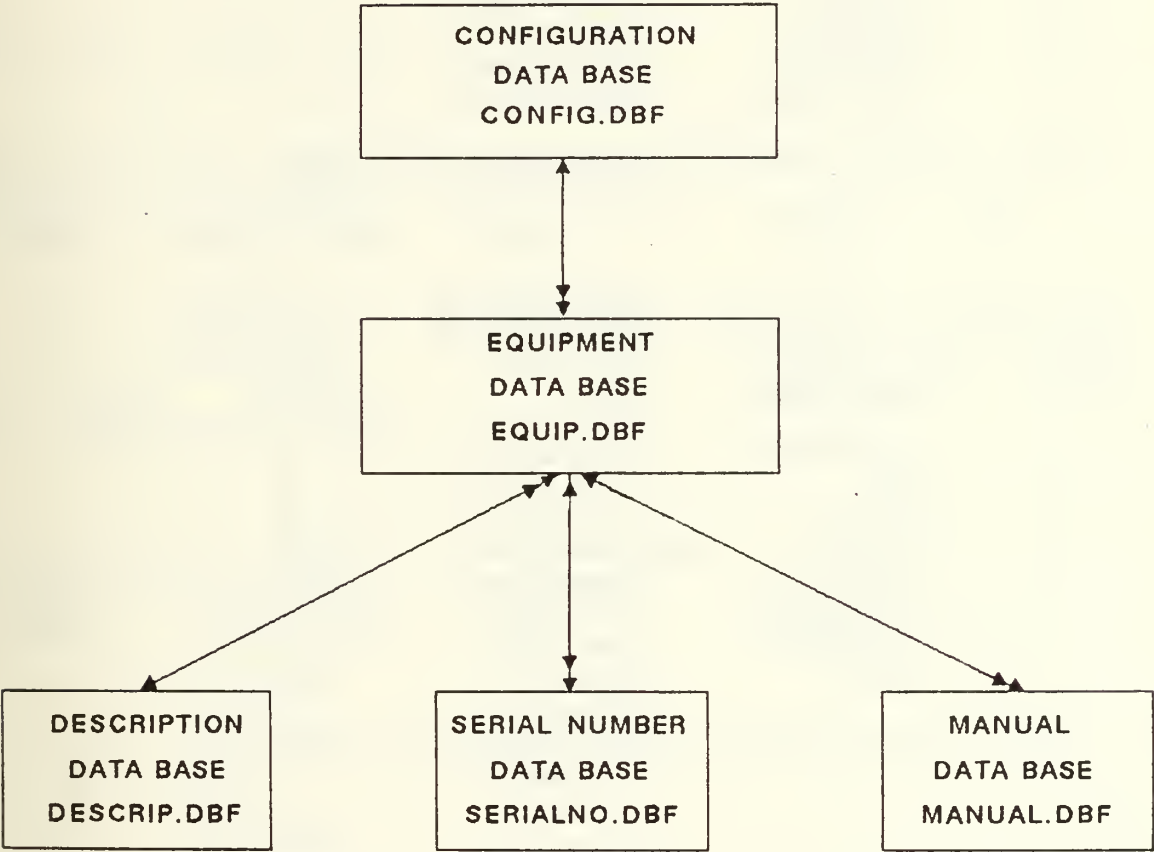 CONFIGURATION
DATA BASE
CONFIG.DBF
EQUIPMENT
DATA BASE
EQUIP.DBF
DESCRIPTION
DATA BASE
DESCRIP.DBF
SERIAL NUMBER
DATA BASE
SERIALNO.DBF
MANUAL
DATA BASE
MANUAL.DBF